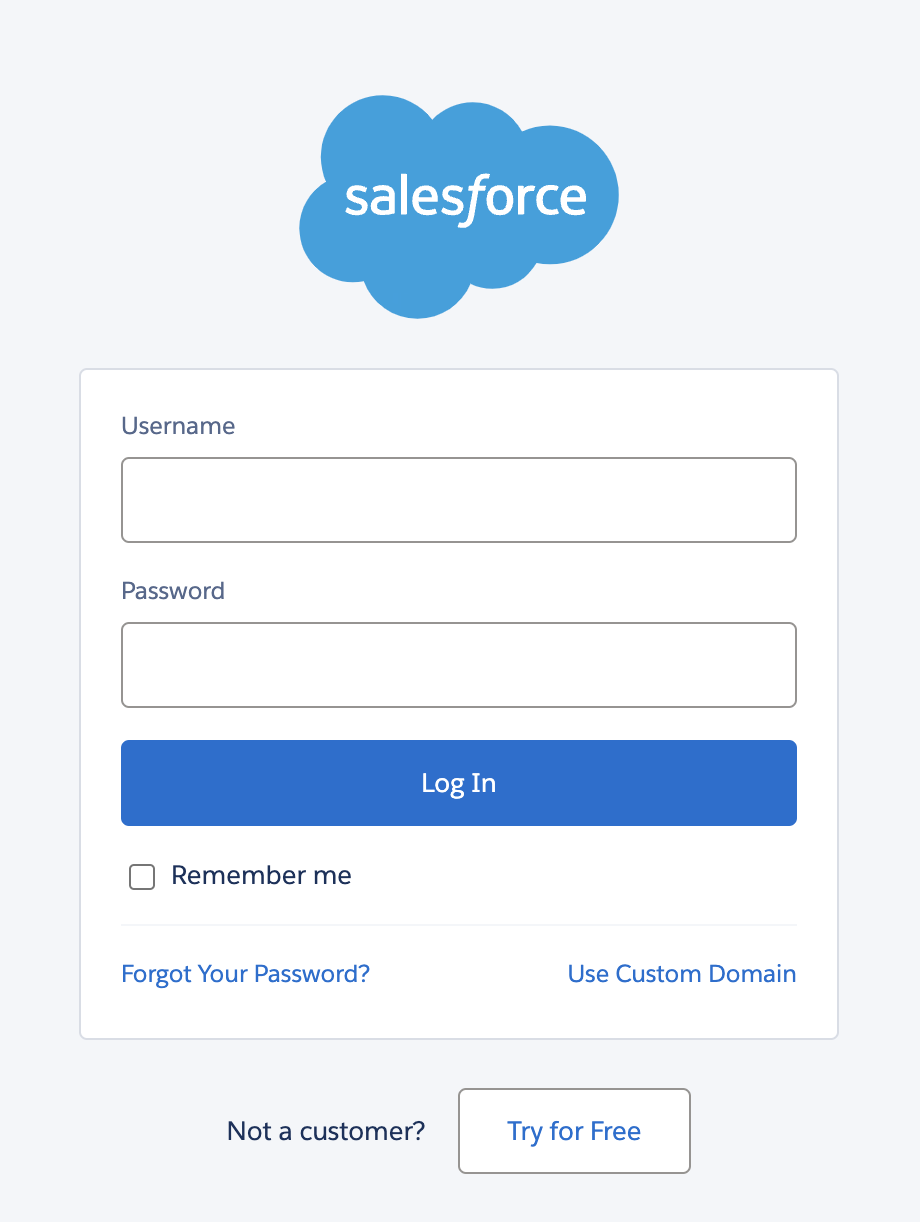 salesforce
Username
Password
Log In
Remember me
Forgot Your Password? Use Custom Domain
Not a customer? Try for Free